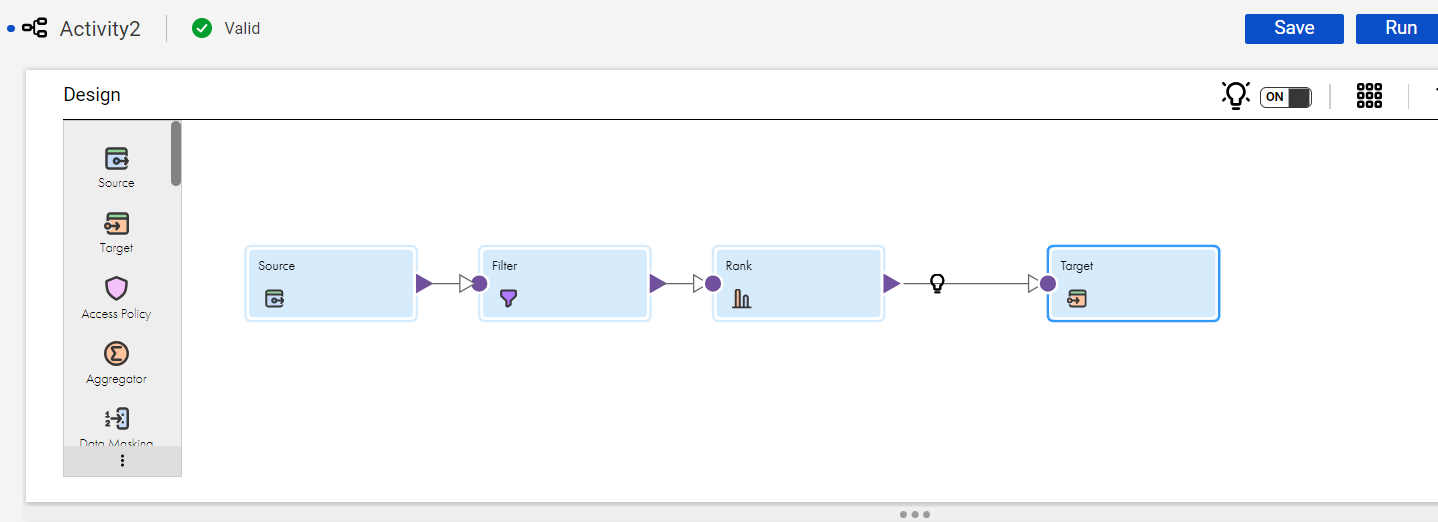 Activity2
Valid
Save
Run
Design
ON
Source
Target
Access Policy
Aggregator
Data Masking
Source
Filter
Rank
Target